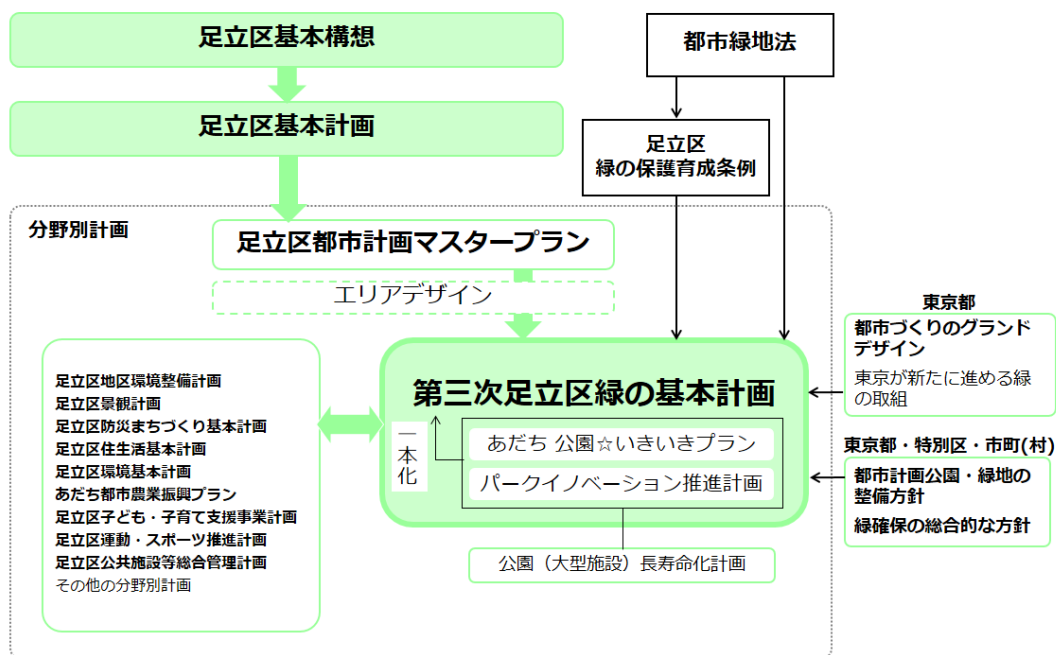 足立区基本構想
都市緑地法
足立区基本計画
足立区
緑の保護育成条例
分野別計画
足立区都市計画マスタープラン
エリアデザイン
東京都
都市づくりのグランド
デザイン
東京が新たに進める緑
の取組
足立区地区環境整備計画
足立区景観計画
足立区防災まちづくり基本計画
足立区住生活基本計画
足立区環境基本計画
あだち都市農業振興プラン
足立区子ども・子育て支援事業計画
足立区運動・スポーツ推進計画
足立区公共施設等総合管理計画
その他の分野別計画
第三次足立区緑の基本計画
一本化
あだち 公園☆いきいきプラン
パークイノベーション推進計画
東京都・特別区・市町(村)
都市計画公園・緑地の
整備方針
緑確保の総合的な方針
公園（大型施設）長寿命化計画